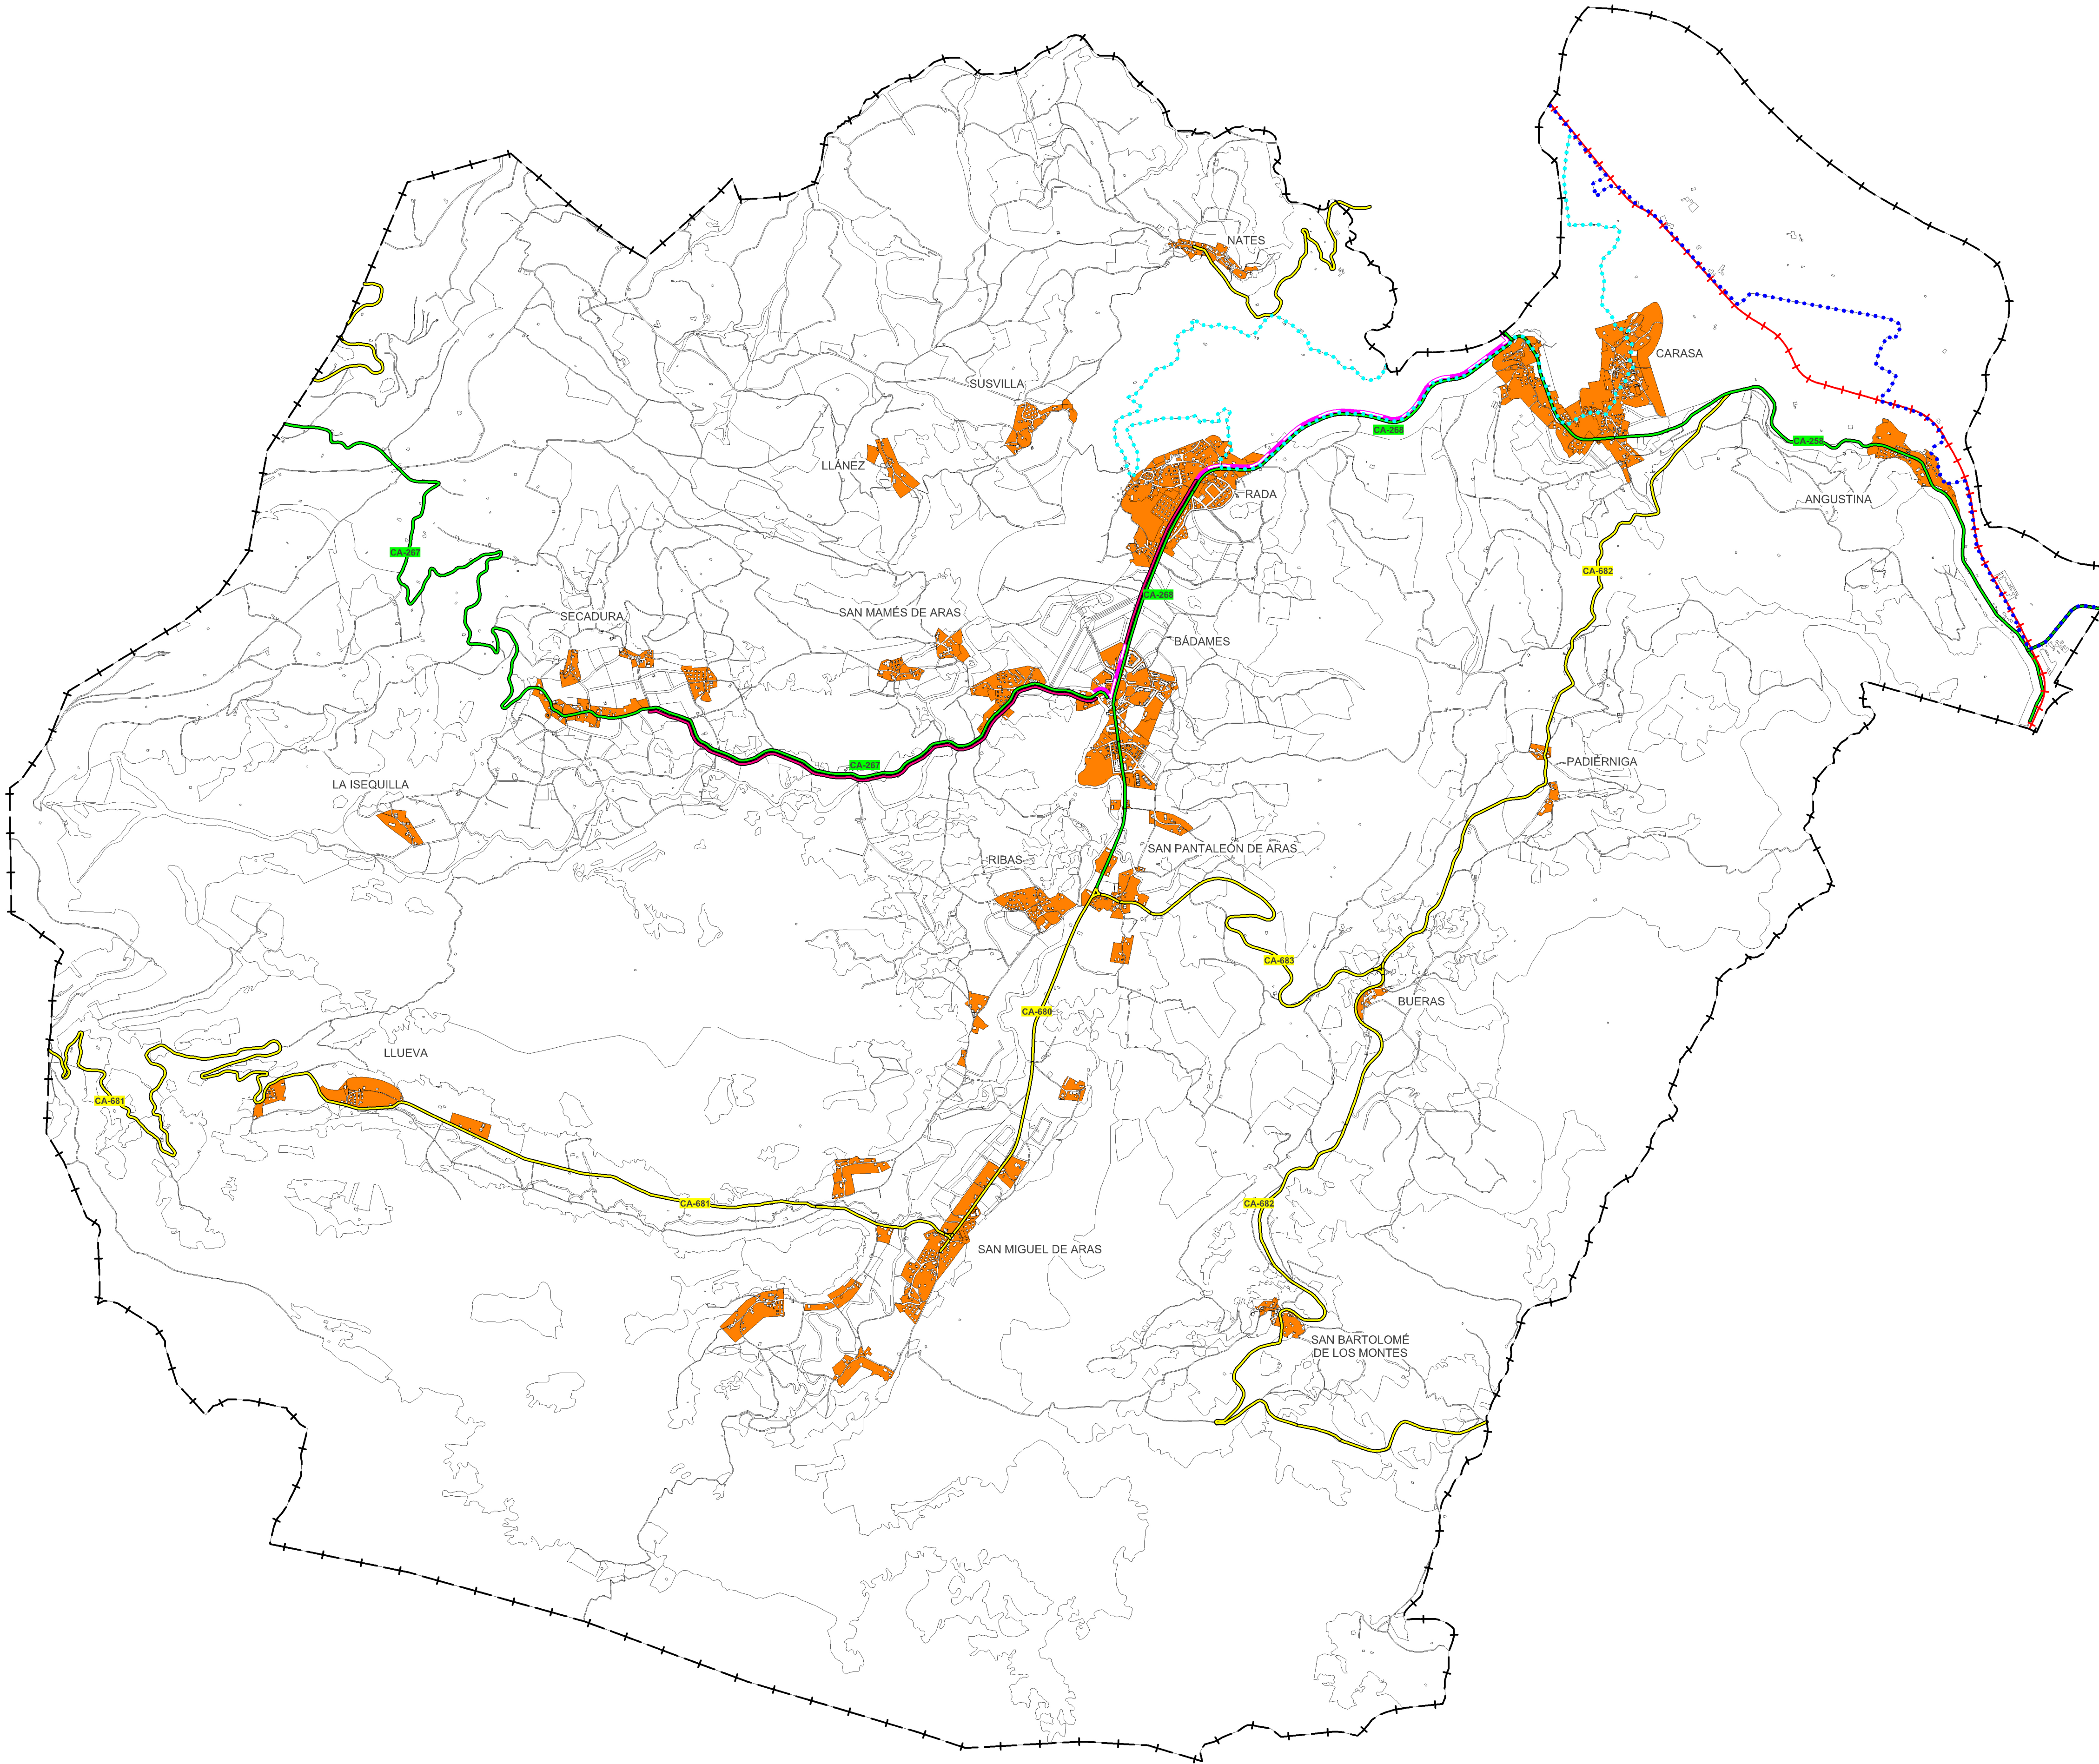 NATES
CARASA
SUSVILLA
CA-268
CA-258
LLÁNEZ
RADA
ANGUSTINA
CA-267
CA-682
CA-268
SAN MAMÉS DE ARAS
SECADURA
BÁDAMES
PADIÉRNIGA
CA-267
LA ISEQUILLA
SAN PANTALEÓN DE ARAS
RIBAS
CA-683
BUERAS
CA-680
LLUEVA
CA-681
CA-681
CA-682
SAN MIGUEL DE ARAS
SAN BARTOLOMÉ
DE LOS MONTES